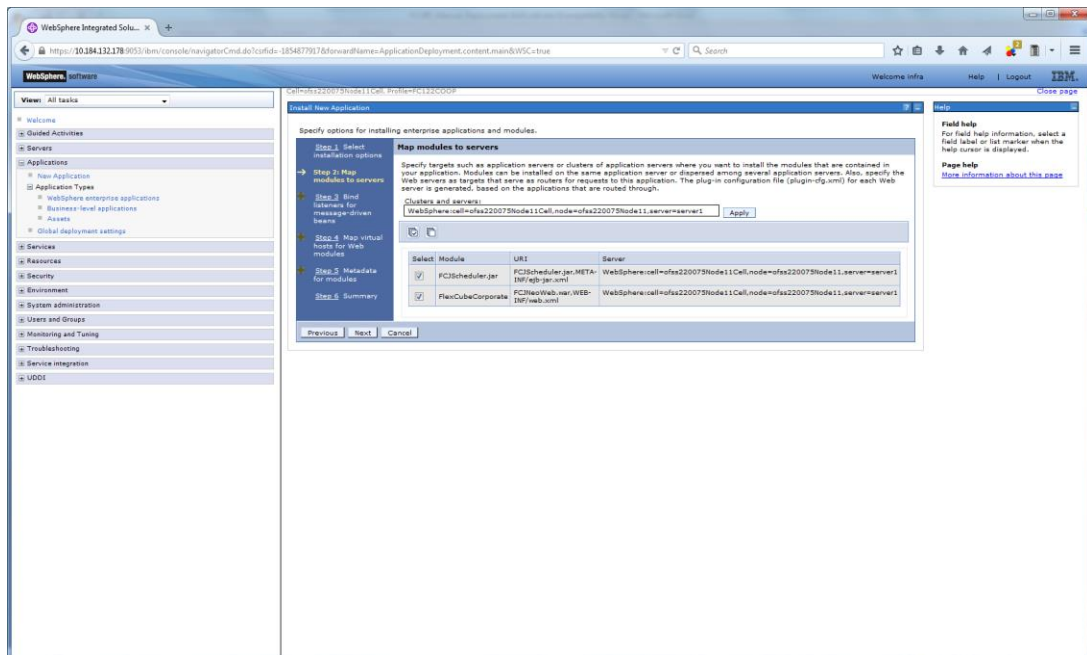 WebSphere Integrated Solu... × +
https://10.184.132.178:9053/ibm/console/navigatorCmd.do?csrfid=-1854877917&forwardName=ApplicationDeployment.content.main&WSC=true
Search
WebSphere. software
Welcome infra
Help | Logout
IBM.
View: All tasks
Welcome
Guided Activities
Servers
Applications
New Application
Application Types
WebSphere enterprise applications
Business-level applications
Assets
Global deployment settings
Services
Resources
Security
Environment
System administration
Users and Groups
Monitoring and Tuning
Troubleshooting
Service integration
UDDI
Cell=ofss220075Node11Cell, Profile=FC122COOP
Close page
Install New Application
Specify options for installing enterprise applications and modules.
Step 1 Select
installation options
Step 2: Map
modules to servers
Step 3 Bind
listeners for
message-driven
beans
Step 4 Map virtual
hosts for Web
modules
Step 5 Metadata
for modules
Step 6 Summary
Map modules to servers
Specify targets such as application servers or clusters of application servers where you want to install the modules that are contained in
your application. Modules can be installed on the same application server or dispersed among several application servers. Also, specify the
Web servers as targets that serve as routers for requests to this application. The plug-in configuration file (plugin-cfg.xml) for each Web
server is generated, based on the applications that are routed through.
Clusters and servers:
WebSphere:cell=ofss220075Node11Cell,node=ofss220075Node11,server=server1
Apply
Select Module URI Server
FCJScheduler.jar FCJScheduler.jar,META-INF/ejb-jar.xml WebSphere:cell=ofss220075Node11Cell,node=ofss220075Node11,server=server1
FlexCubeCorporate FCJNeoWeb.war,WEB-INF/web.xml WebSphere:cell=ofss220075Node11Cell,node=ofss220075Node11,server=server1
Previous Next Cancel
Help
Field help
For field help information, select a
field label or list marker when the
help cursor is displayed.
Page help
More information about this page